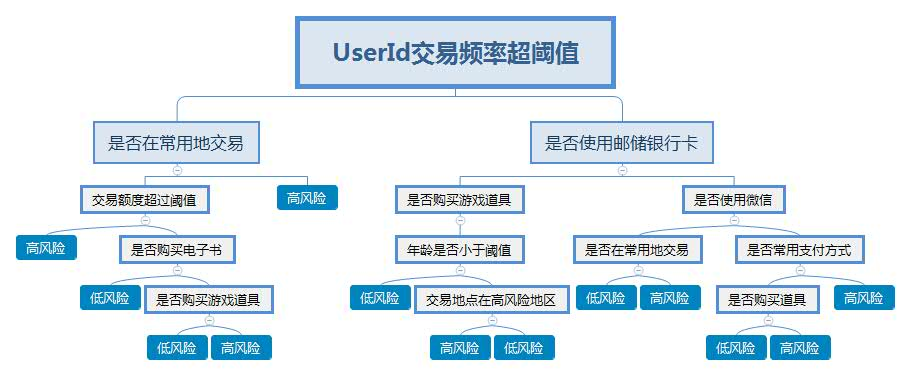 UserId交易频率超阈值
是否在常用地交易
是否使用邮储银行卡
交易额度超过阈值
高风险
是否购买游戏道具
是否使用微信
高风险
是否购买电子书
年龄是否小于阈值
是否在常用地交易
是否常用支付方式
低风险
是否购买游戏道具
低风险
交易地点在高风险地区
低风险
高风险
是否购买道具
高风险
低风险
高风险
高风险
低风险
低风险
高风险